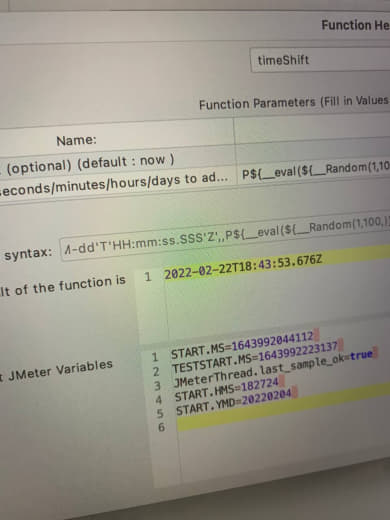 Function He
timeShift
Function Parameters (Fill in Values
Name:
(optional) (default : now )
seconds/minutes/hours/days to ad... P${__eval(${__Random(1,10
syntax: /-dd'T'HH:mm:ss.SSS'Z',,P${__eval(${__Random(1,100,)}
lt of the function is
1 2022-02-22T18:43:53.676Z
t JMeter Variables
1 START.MS=1643992044112
2 TESTSTART.MS=1643992223137
3 JMeterThread.last_sample_ok=true
4 START.HMS=182724
5 START.YMD=20220204
6